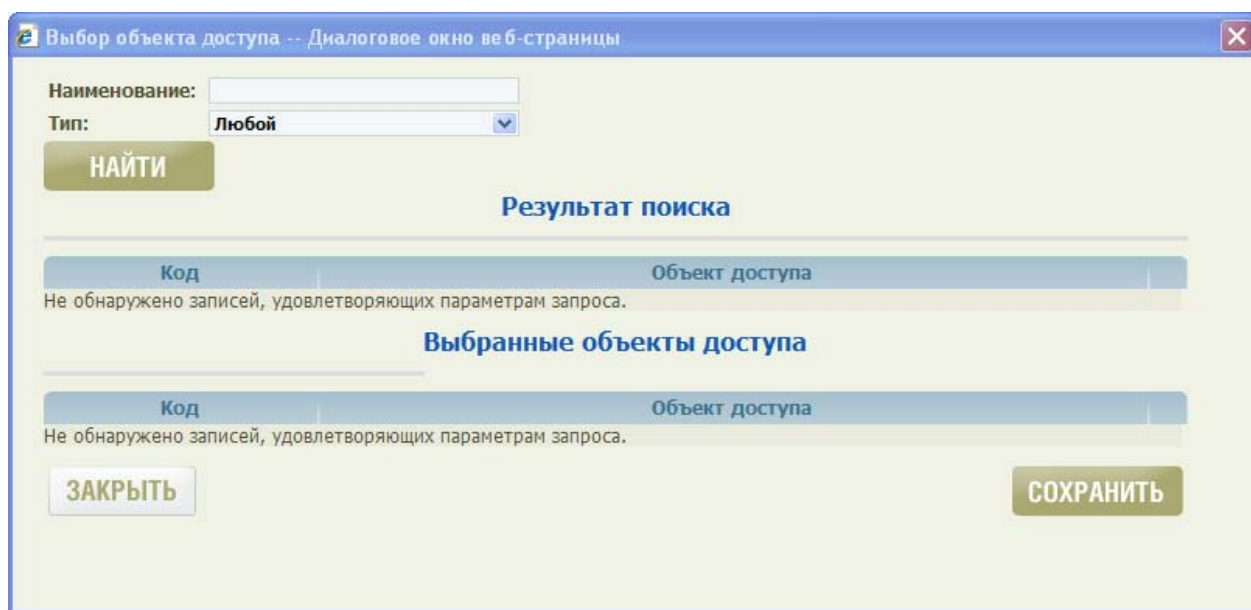 Выбор объекта доступа -- Диалоговое окно веб-страницы
Наименование:
Тип: Любой
НАЙТИ
Результат поиска
Код Объект доступа
Не обнаружено записей, удовлетворяющих параметрам запроса.
Выбранные объекты доступа
Код Объект доступа
Не обнаружено записей, удовлетворяющих параметрам запроса.
ЗАКРЫТЬ СОХРАНИТЬ